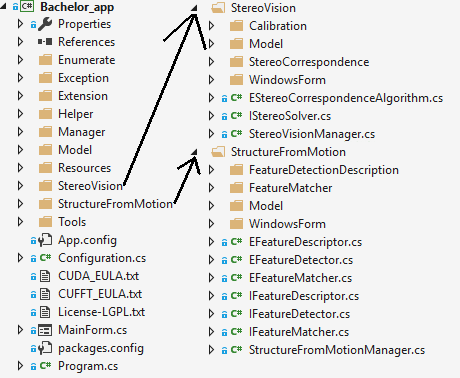 C# Bachelor_app
Properties
References
Enumerate
Exception
Extension
Helper
Manager
Model
Resources
StereoVision
StructureFromMotion
Tools
App.config
C# Configuration.cs
CUDA_EULA.txt
CUFFT_EULA.txt
License-LGPL.txt
MainForm.cs
packages.config
C# Program.cs
StereoVision
Calibration
Model
StereoCorrespondence
WindowsForm
C# EStereoCorrespondenceAlgorithm.cs
C# IStereoSolver.cs
C# StereoVisionManager.cs
StructureFromMotion
FeatureDetectionDescription
FeatureMatcher
Model
WindowsForm
C# EFeatureDescriptor.cs
C# EFeatureDetector.cs
C# EFeatureMatcher.cs
C# IFeatureDescriptor.cs
C# IFeatureDetector.cs
C# IFeatureMatcher.cs
C# StructureFromMotionManager.cs